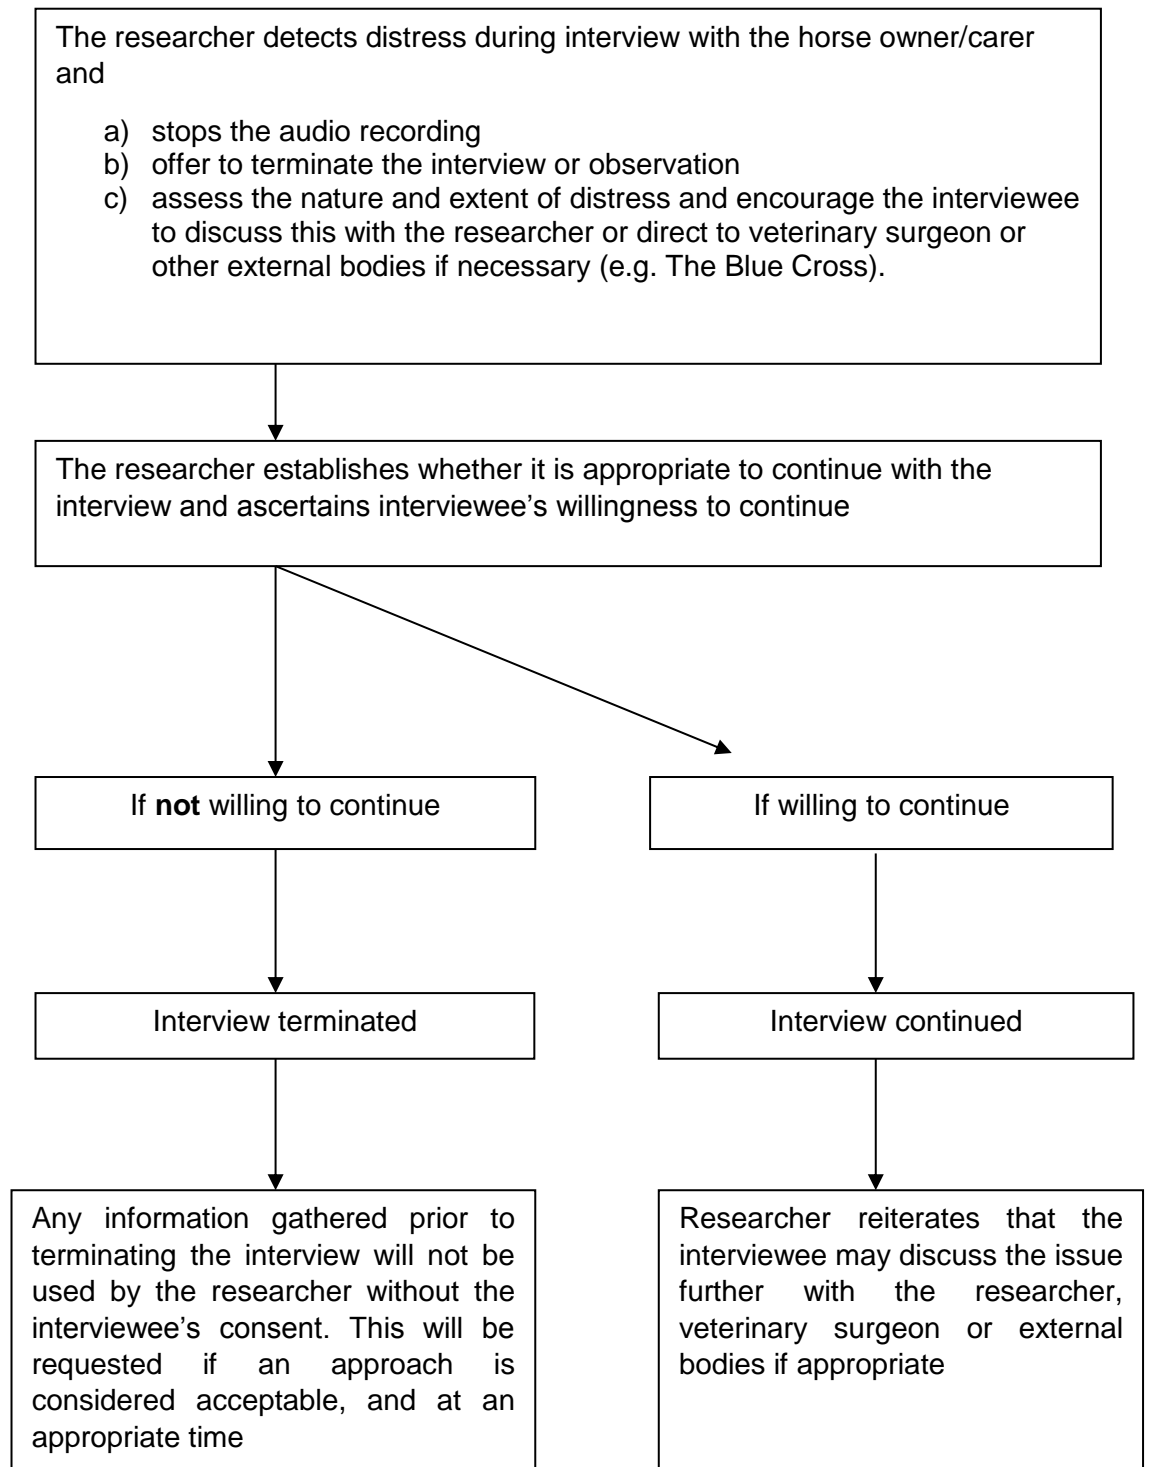 The researcher detects distress during interview with the horse owner/carer
and
a) stops the audio recording
b) offer to terminate the interview or observation
c) assess the nature and extent of distress and encourage the interviewee
to discuss this with the researcher or direct to veterinary surgeon or
other external bodies if necessary (e.g. The Blue Cross).
The researcher establishes whether it is appropriate to continue with the
interview and ascertains interviewee’s willingness to continue
If not willing to continue
If willing to continue
Interview terminated
Interview continued
Any information gathered prior to
terminating the interview will not be
used by the researcher without the
interviewee’s consent. This will be
requested if an approach is
considered acceptable, and at an
appropriate time
Researcher reiterates that the
interviewee may discuss the issue
further with the researcher,
veterinary surgeon or external
bodies if appropriate